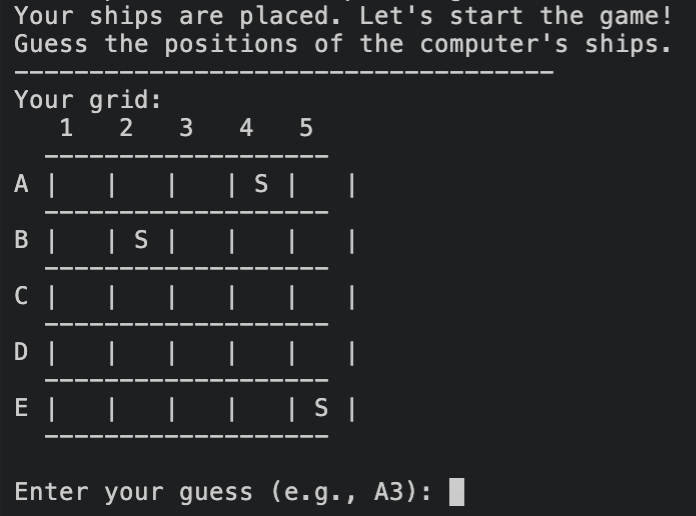 Your ships are placed. Let's start the game!
Guess the positions of the computer's ships.
------------------------------------
Your grid:
   1   2   3   4   5
  -------------------
A |   |   |   | S |   |
  -------------------
B |   | S |   |   |   |
  -------------------
C |   |   |   |   |   |
  -------------------
D |   |   |   |   |   |
  -------------------
E |   |   |   |   | S |
  -------------------
Enter your guess (e.g., A3):